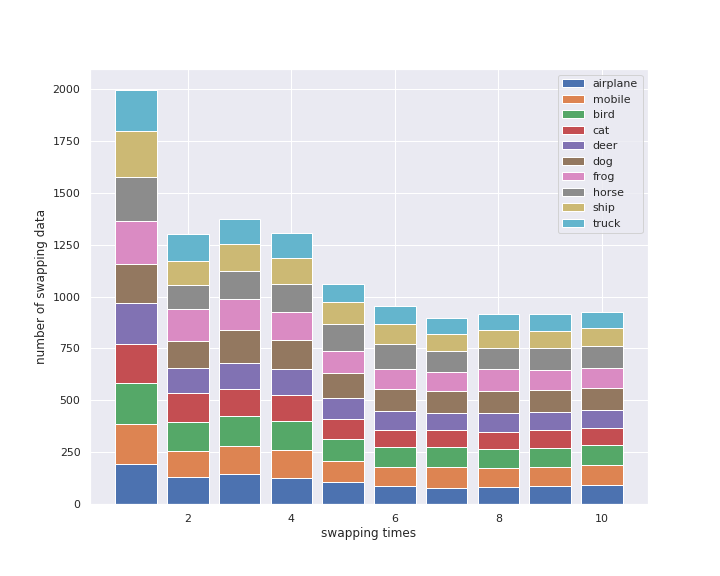 2000
1750
1500
1250
1000
750
500
250
0
number of swapping data
airplane
mobile
bird
cat
deer
dog
frog
horse
ship
truck
2 4 6 8 10
swapping times